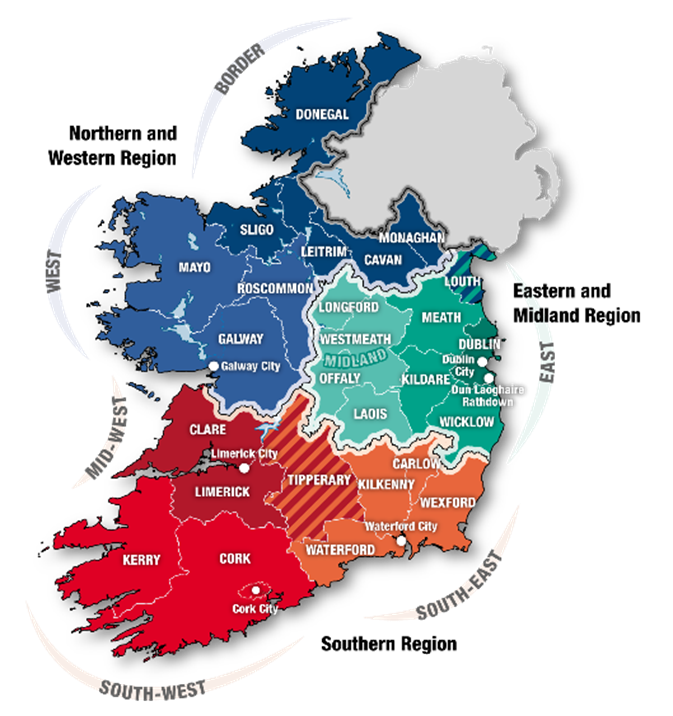 BORDER
DONEGAL
Northern and
Western Region
SLIGO
MONAGHAN
LEITRIM
CAVAN
WEST
MAYO
ROSCOMMON
LOUTH
Eastern and
Midland Region
LONGFORD
MEATH
GALWAY
WESTMEATH
DUBLIN
MIDLAND
Dublin
City
Galway City
OFFALY
KILDARE
EAST
Dun Laoghaire
Rathdown
LAOIS
WICKLOW
MID-WEST
CLARE
Limerick City
CARLOW
LIMERICK
TIPPERARY
KILKENNY
WEXFORD
Waterford City
WATERFORD
KERRY
CORK
Cork City
SOUTH-EAST
Southern Region
SOUTH-WEST